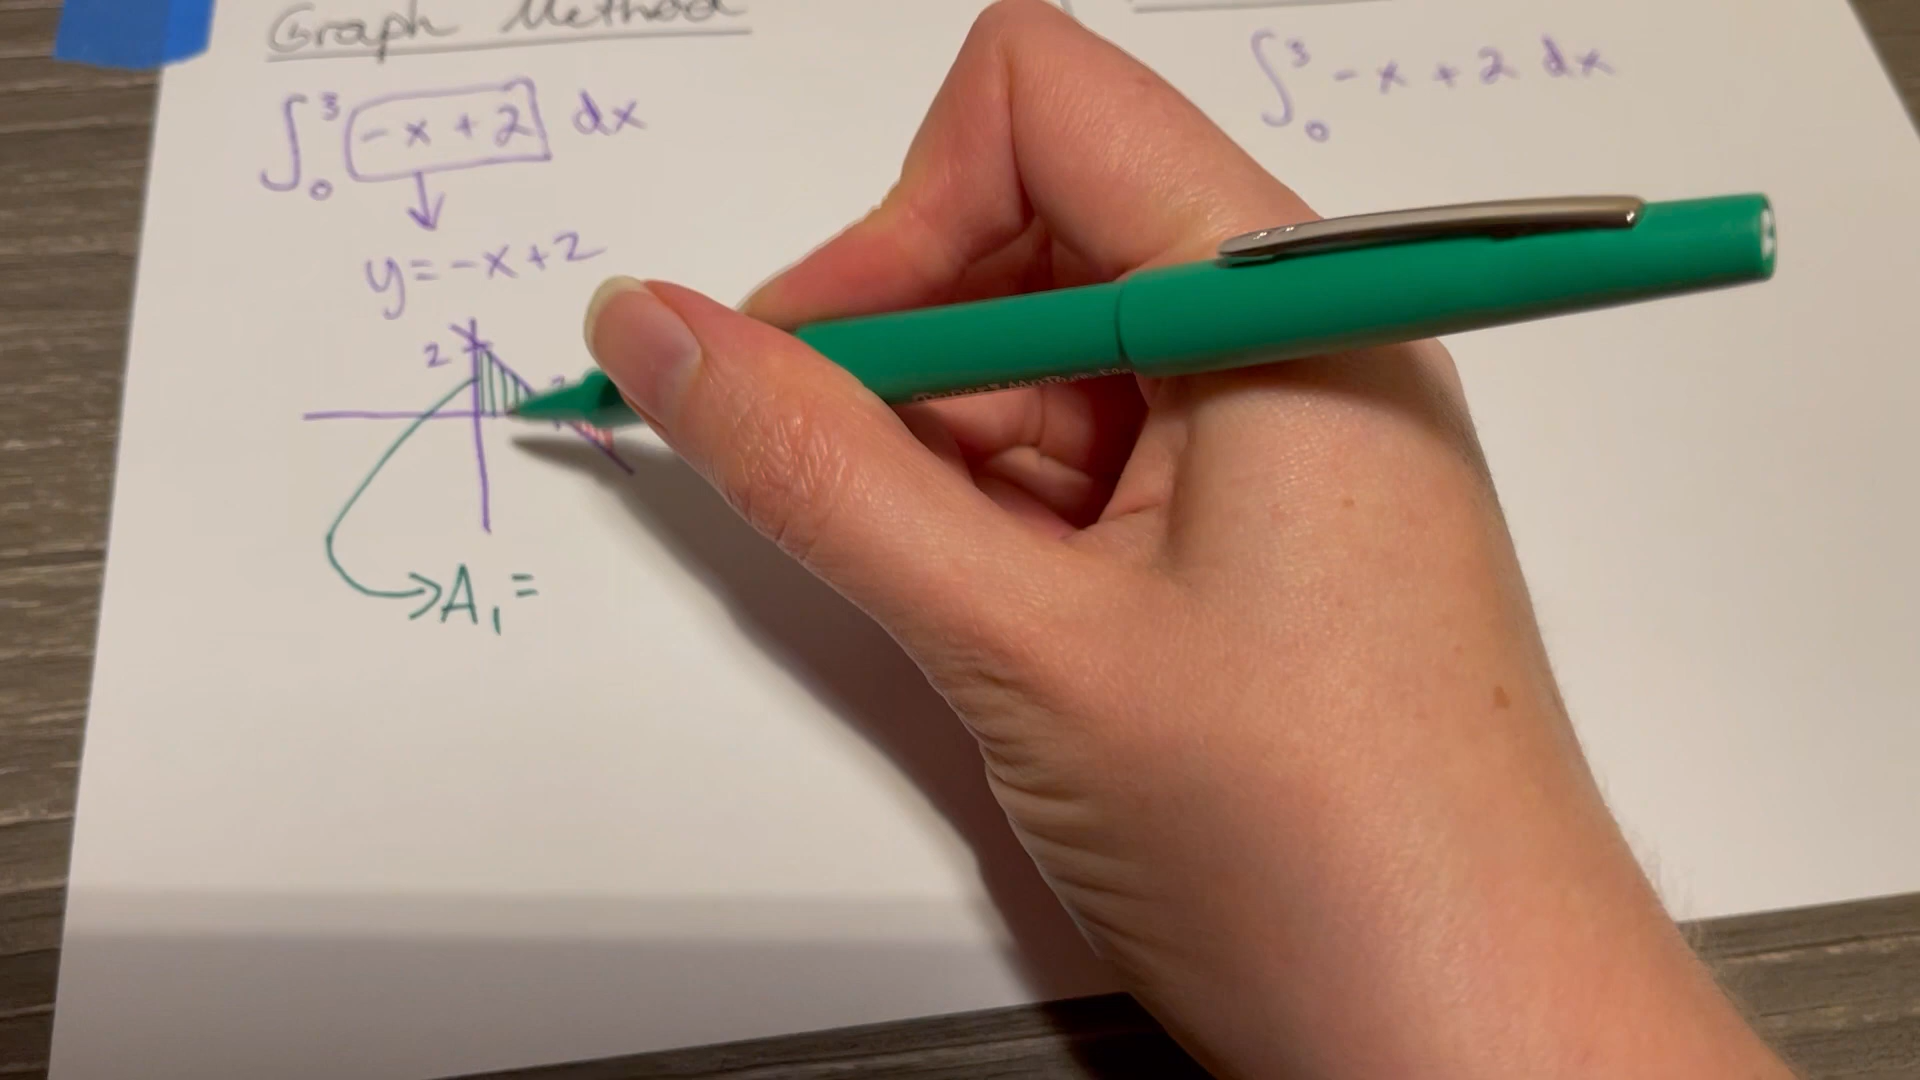 Graph Method
∫₀³ -x + 2 dx
y = -x + 2
2
A₁ =
∫₀³ -x + 2 dx